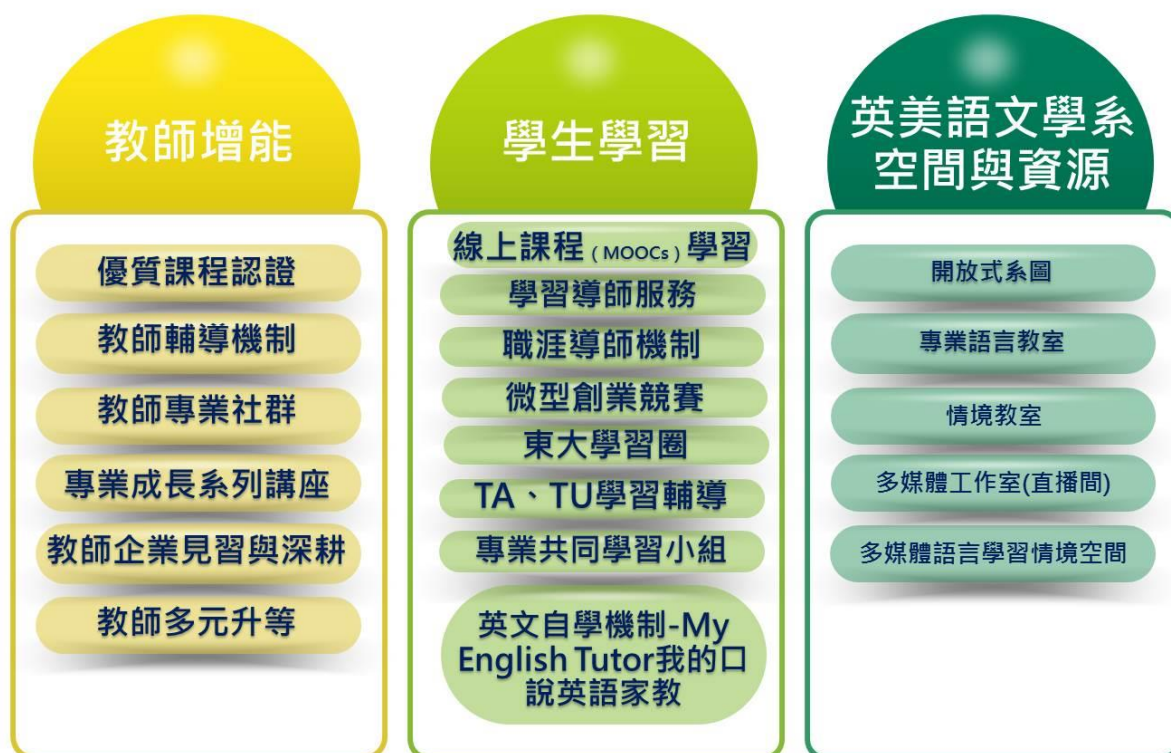 教師增能
優質課程認證
教師輔導機制
教師專業社群
專業成長系列講座
教師企業見習與深耕
教師多元升等
學生學習
線上課程(MOOCs)學習
學習導師服務
職涯導師機制
微型創業競賽
東大學習圈
TA、TU學習輔導
專業共同學習小組
英文自學機制-My
English Tutor我的口
說英語家教
英美語文學系
空間與資源
開放式系圖
專業語言教室
情境教室
多媒體工作室(直播間)
多媒體語言學習情境空間